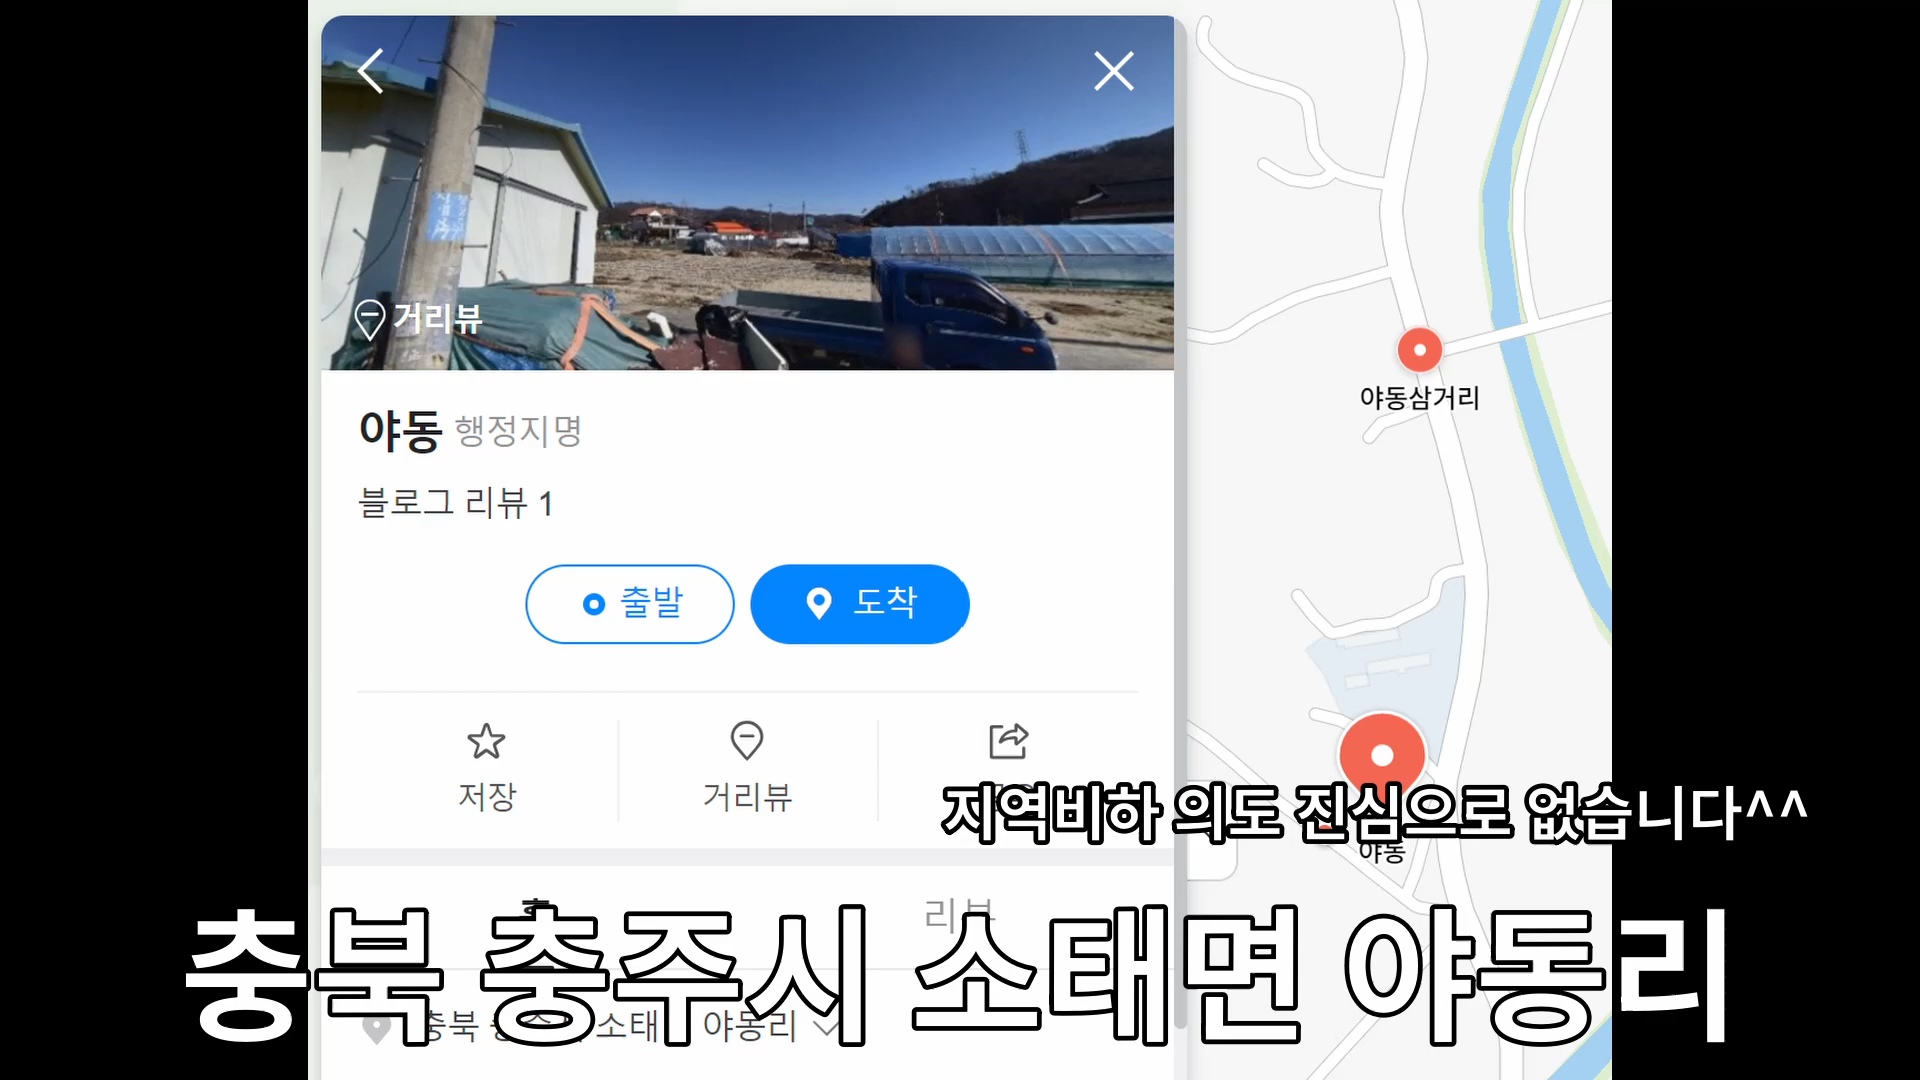 거리뷰
야동 행정지명
블로그 리뷰 1
출발
도착
저장
거리뷰
야동삼거리
야동
지역비하 의도 진심으로 없습니다^^
리뷰
충북 충주시 소태면 야동리